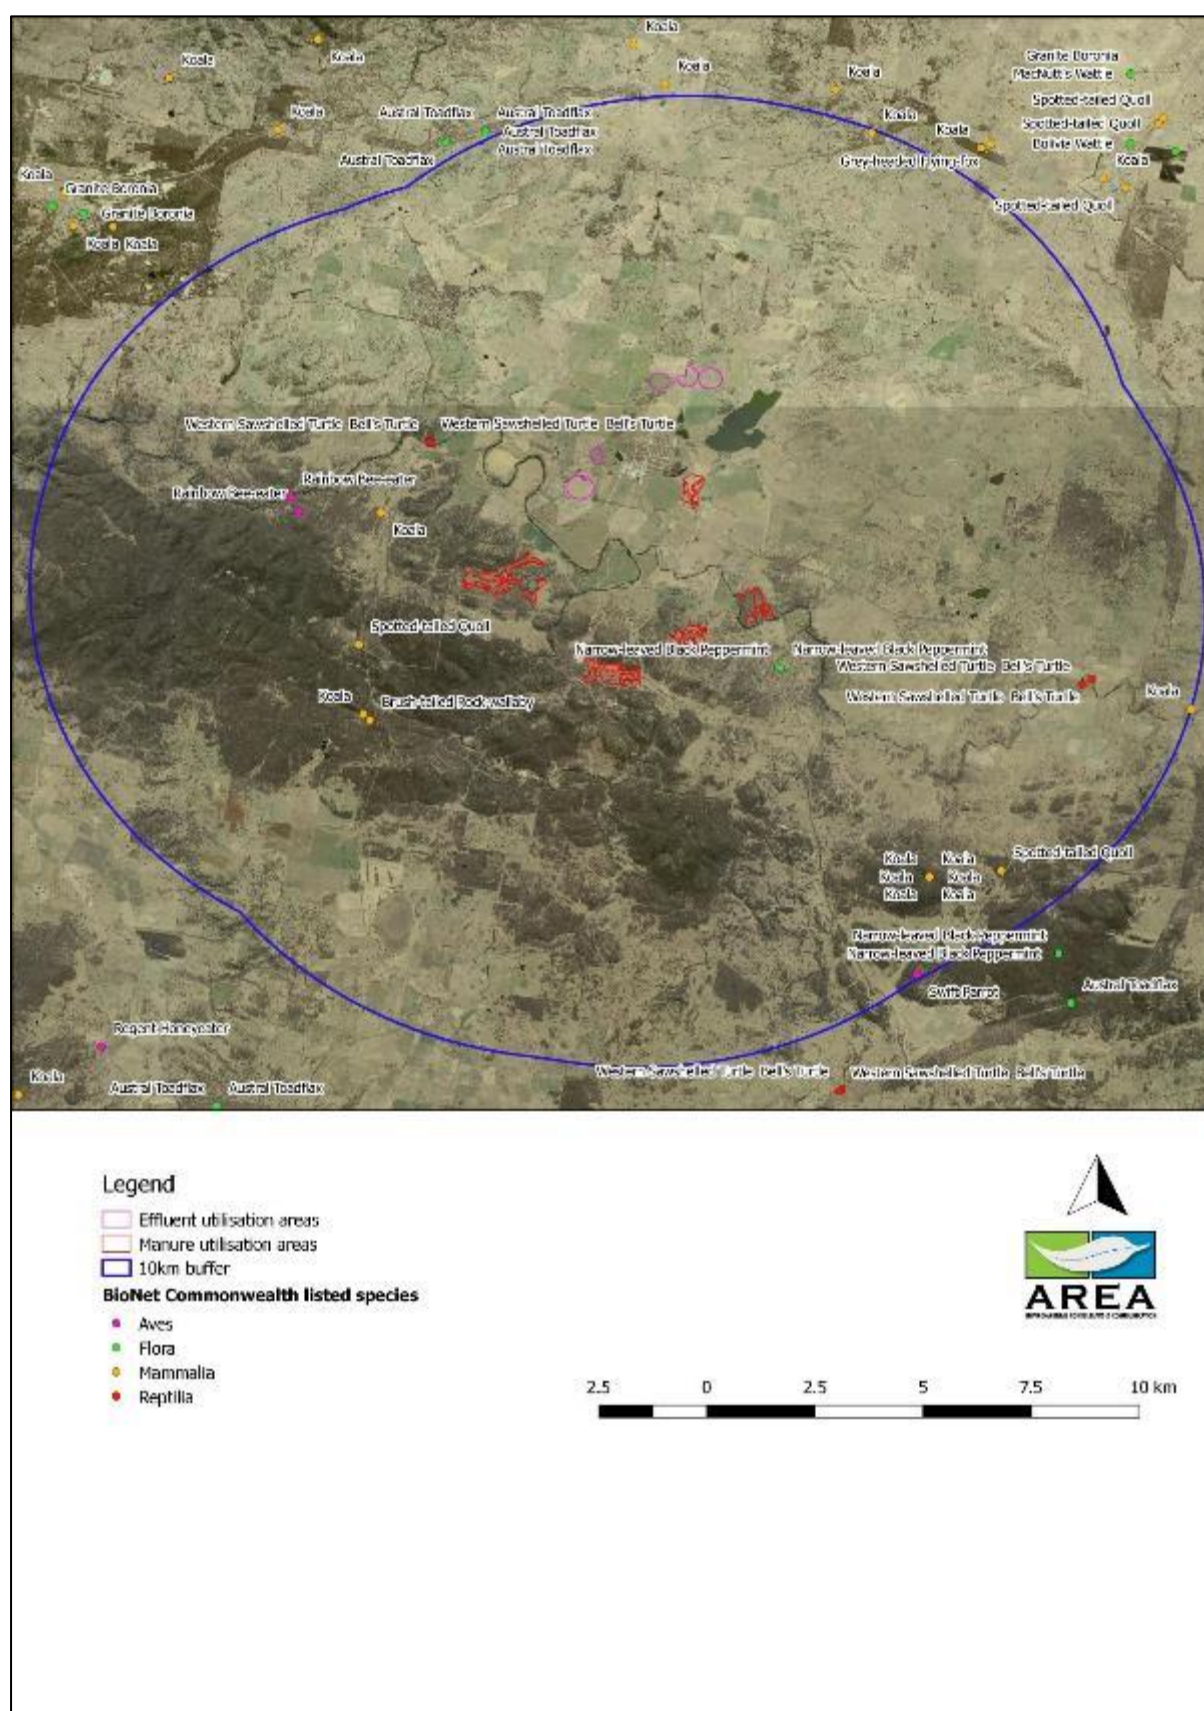 Koala
Koala
Koala
Koala
Koala
Granite Boronia
MacNutt's Wattle
Spotted-tailed Quoll
Koala
Austral Toadflax
Austral Toadflax
Koala
Spotted-tailed Quoll
Austral Toadflax
Koala
Bolivia Wattle
Austral Toadflax
Austral Toadflax
Grey-headed Flying-fox
Koala
Koala
Granite Boronia
Spotted-tailed Quoll
Granite Boronia
Koala Koala
Western Sawshelled Turtle Bell's Turtle
Western Sawshelled Turtle Bell's Turtle
Rainbow Bee-eater
Rainbow Bee-eater
Koala
Spotted-tailed Quoll
Narrow-leaved Black Peppermint
Narrow-leaved Black Peppermint
Western Sawshelled Turtle Bell's Turtle
Koala
Western Sawshelled Turtle Bell's Turtle
Koala
Brush-tailed Rock-wallaby
Koala Koala
Spotted-tailed Quoll
Koala Koala
Koala Koala
Narrow-leaved Black Peppermint
Narrow-leaved Black Peppermint
Austral Toadflax
Swift Parrot
Regent Honeyeater
Western Sawshelled Turtle Bell's Turtle
Western Sawshelled Turtle Bell's Turtle
Koala
Austral Toadflax
Austral Toadflax
Legend
Effluent utilisation areas
Manure utilisation areas
10km buffer
BioNet Commonwealth listed species
Aves
Flora
Mammalia
Reptilia
AREA
2.5 0 2.5 5 7.5 10 km